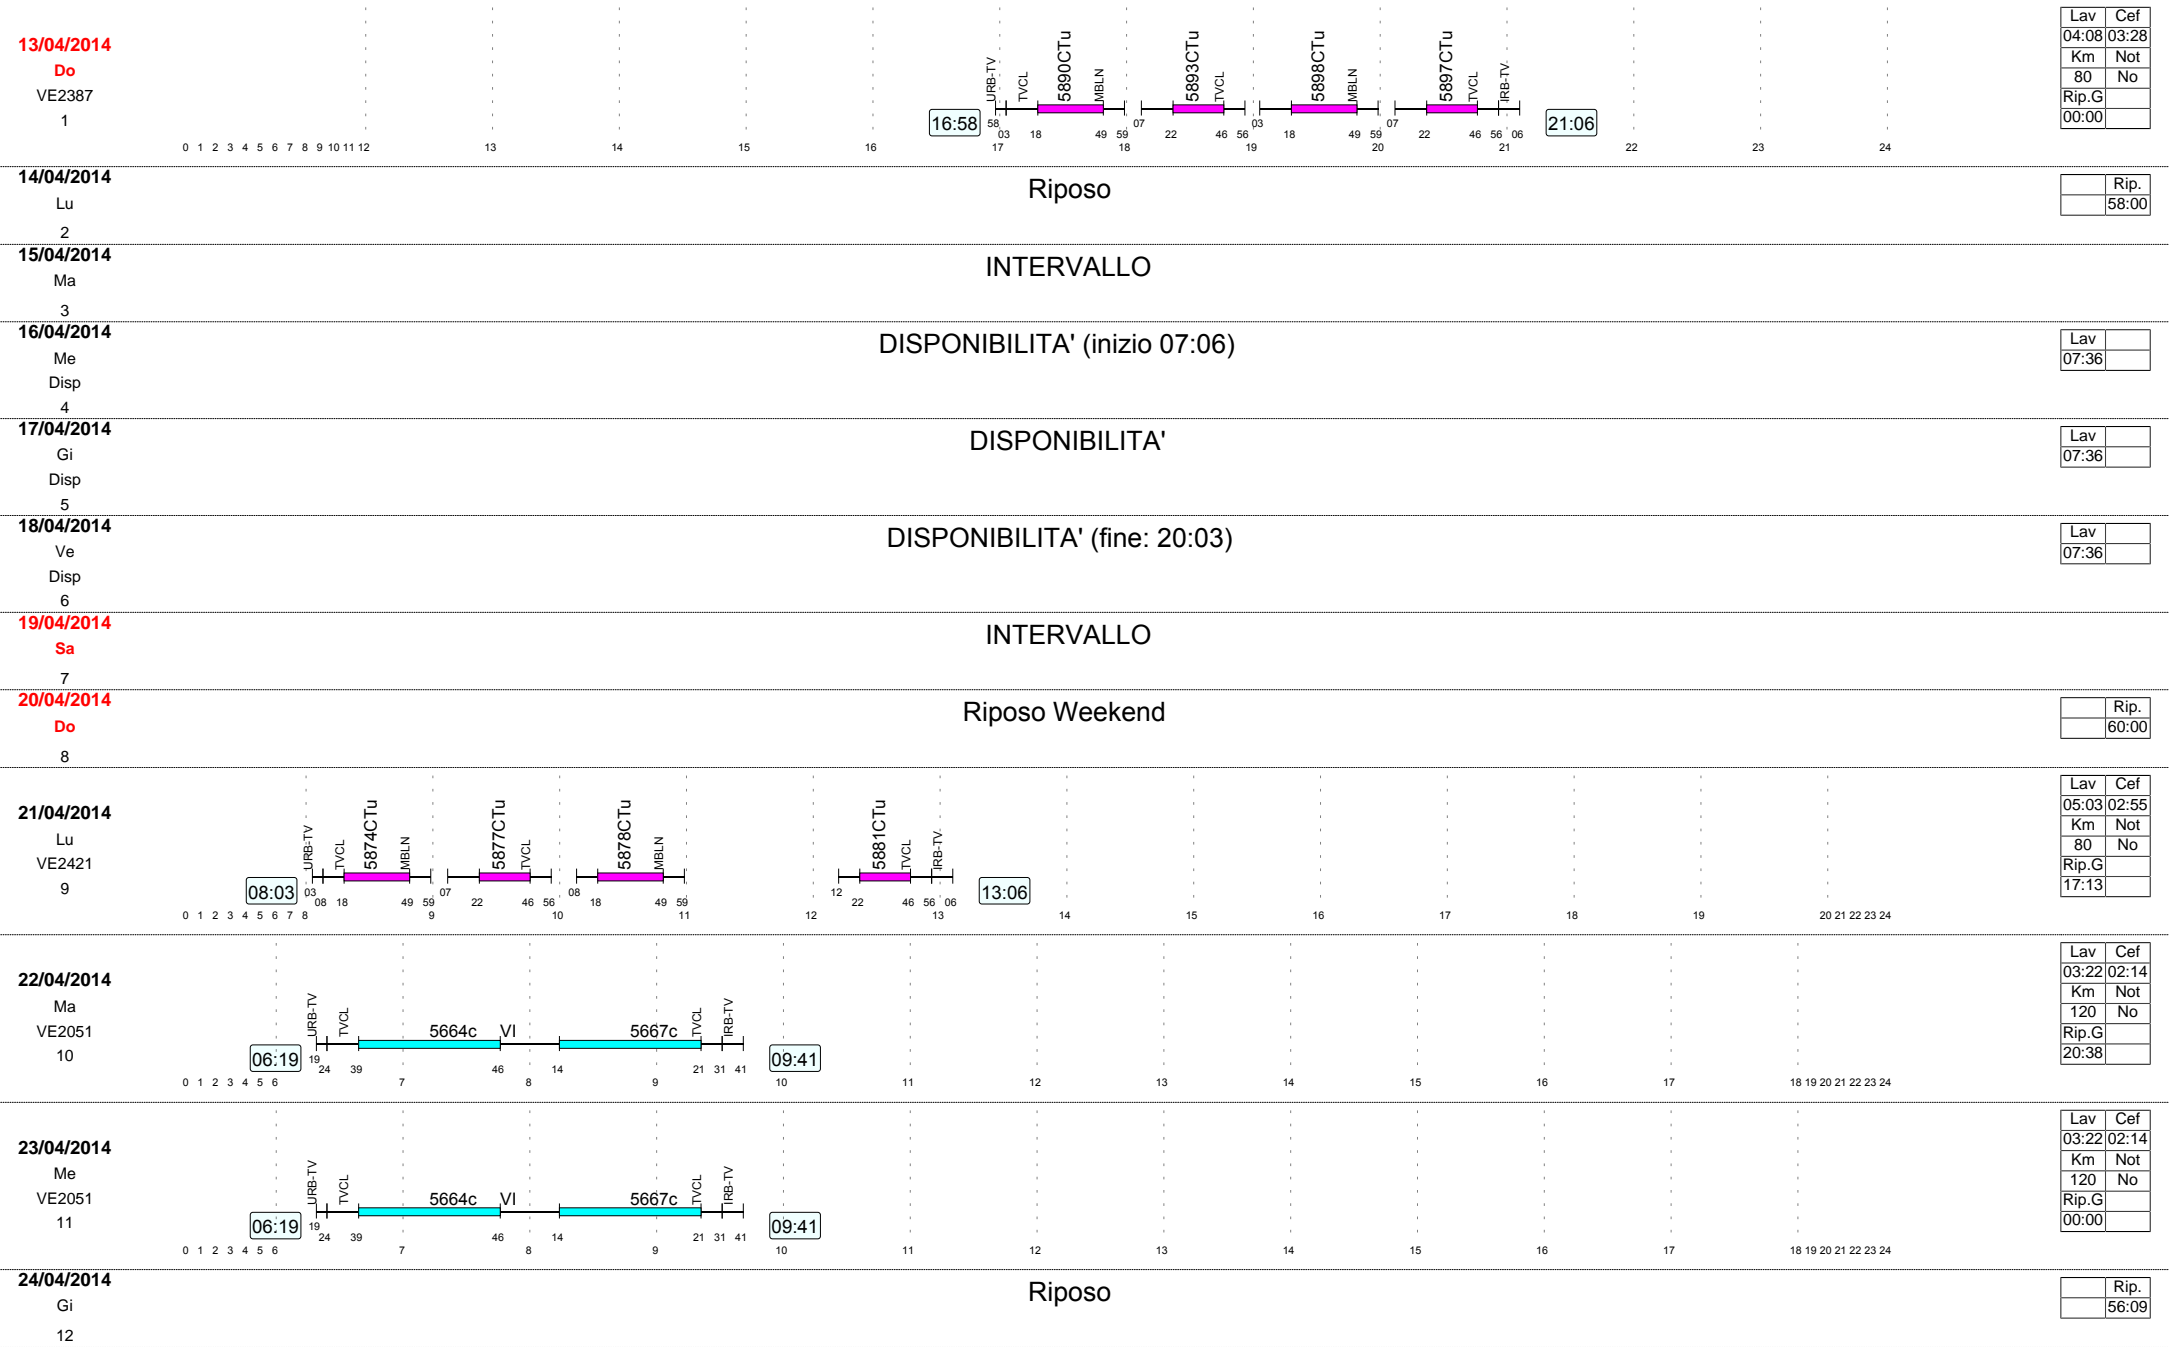 13/04/2014
Do
VE2387
1
16:58
URB-TV TVCL 5890CTu MBLN 5893CTu TVCL 5898CTu MBLN 5897CTu TVCL IRB-TV
58 03 18 49 59 07 22 46 56 03 18 49 59 07 22 46 56 06
21:06
0 1 2 3 4 5 6 7 8 9 10 11 12 13 14 15 16 17 18 19 20 21 22 23 24
Lav Cef
04:08 03:28
Km Not
80 No
Rip.G
00:00
14/04/2014
Lu
2
Riposo
Rip.
58:00
15/04/2014
Ma
3
INTERVALLO
16/04/2014
Me
Disp
4
DISPONIBILITA' (inizio 07:06)
Lav
07:36
17/04/2014
Gi
Disp
5
DISPONIBILITA'
Lav
07:36
18/04/2014
Ve
Disp
6
DISPONIBILITA' (fine: 20:03)
Lav
07:36
19/04/2014
Sa
7
INTERVALLO
20/04/2014
Do
8
Riposo Weekend
Rip.
60:00
21/04/2014
Lu
VE2421
9
08:03
URB-TV TVCL 5874CTu MBLN 5877CTu TVCL 5878CTu MBLN 5881CTu TVCL IRB-TV
03 08 18 49 59 07 22 46 56 08 18 49 59 12 22 46 56 06
13:06
0 1 2 3 4 5 6 7 8 9 10 11 12 13 14 15 16 17 18 19 20 21 22 23 24
Lav Cef
05:03 02:55
Km Not
80 No
Rip.G
17:13
22/04/2014
Ma
VE2051
10
06:19
URB-TV TVCL 5664c VI 5667c TVCL IRB-TV
19 24 39 46 14 21 31 41
09:41
0 1 2 3 4 5 6 7 8 9 10 11 12 13 14 15 16 17 18 19 20 21 22 23 24
Lav Cef
03:22 02:14
Km Not
120 No
Rip.G
20:38
23/04/2014
Me
VE2051
11
06:19
URB-TV TVCL 5664c VI 5667c TVCL IRB-TV
19 24 39 46 14 21 31 41
09:41
0 1 2 3 4 5 6 7 8 9 10 11 12 13 14 15 16 17 18 19 20 21 22 23 24
Lav Cef
03:22 02:14
Km Not
120 No
Rip.G
00:00
24/04/2014
Gi
12
Riposo
Rip.
56:09